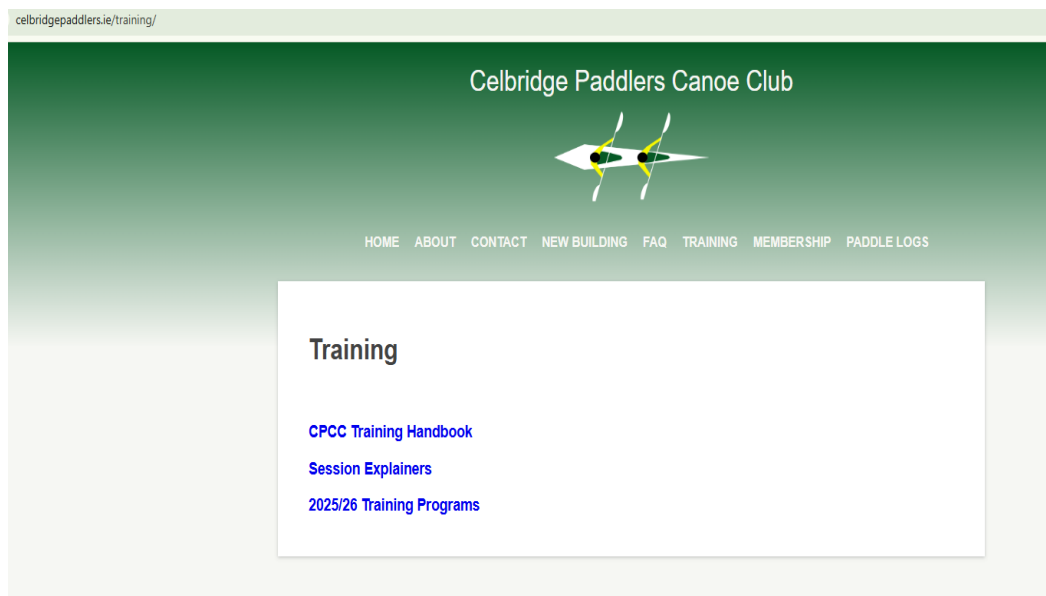 celbridgepaddlers.ie/training/
Celbridge Paddlers Canoe Club
HOME ABOUT CONTACT NEW BUILDING FAQ TRAINING MEMBERSHIP PADDLE LOGS
Training
CPCC Training Handbook
Session Explainers
2025/26 Training Programs